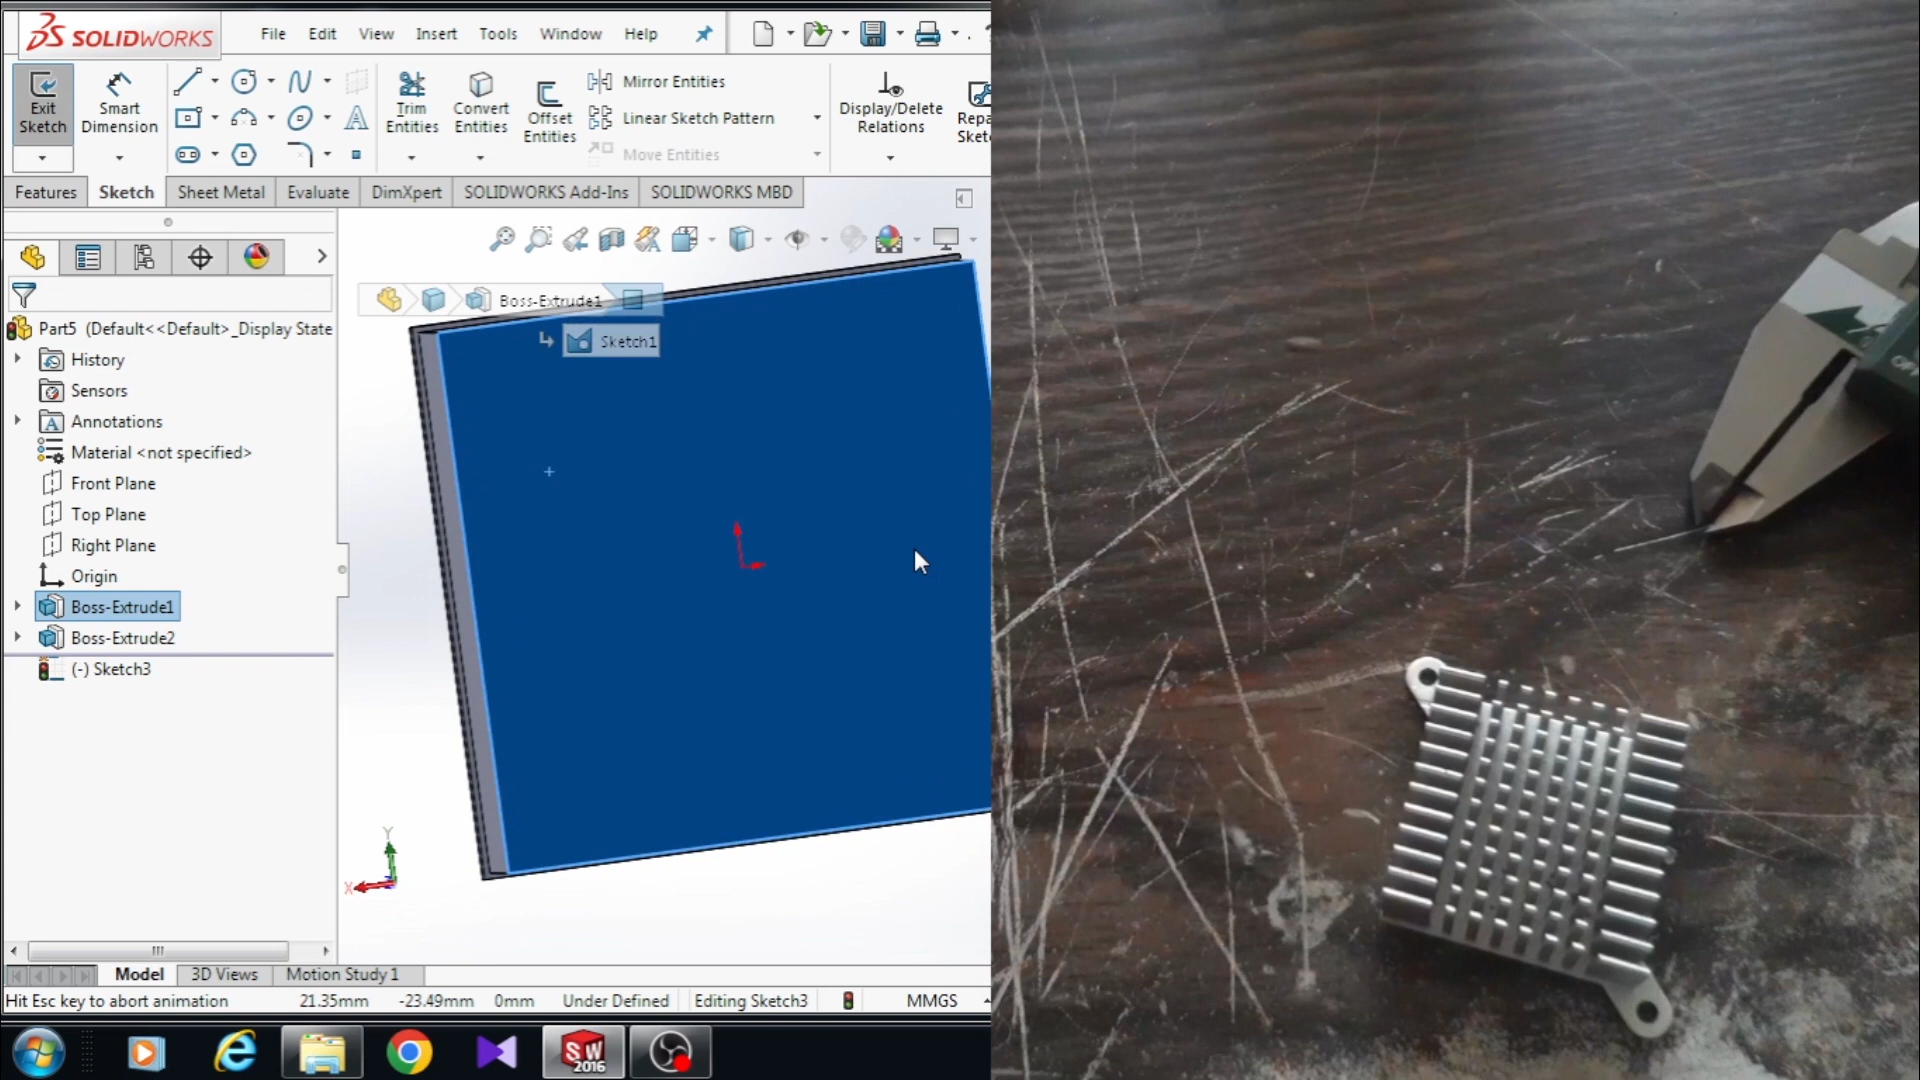 SOLIDWORKS File Edit View Insert Tools Window Help
Exit Sketch
Smart Dimension
Trim Entities
Convert Entities
Offset Entities
Mirror Entities
Linear Sketch Pattern
Move Entities
Display/Delete Relations
Features Sketch Sheet Metal Evaluate DimXpert SOLIDWORKS Add-Ins SOLIDWORKS MBD
Boss-Extrude1
Sketch1
Part5 (Default<<Default>_Display State
History
Sensors
Annotations
Material <not specified>
Front Plane
Top Plane
Right Plane
Origin
Boss-Extrude1
Boss-Extrude2
(-) Sketch3
Y
X
Model 3D Views Motion Study 1
Hit Esc key to abort animation 21.35mm -23.49mm 0mm Under Defined Editing Sketch3 MMGS
SW 2016